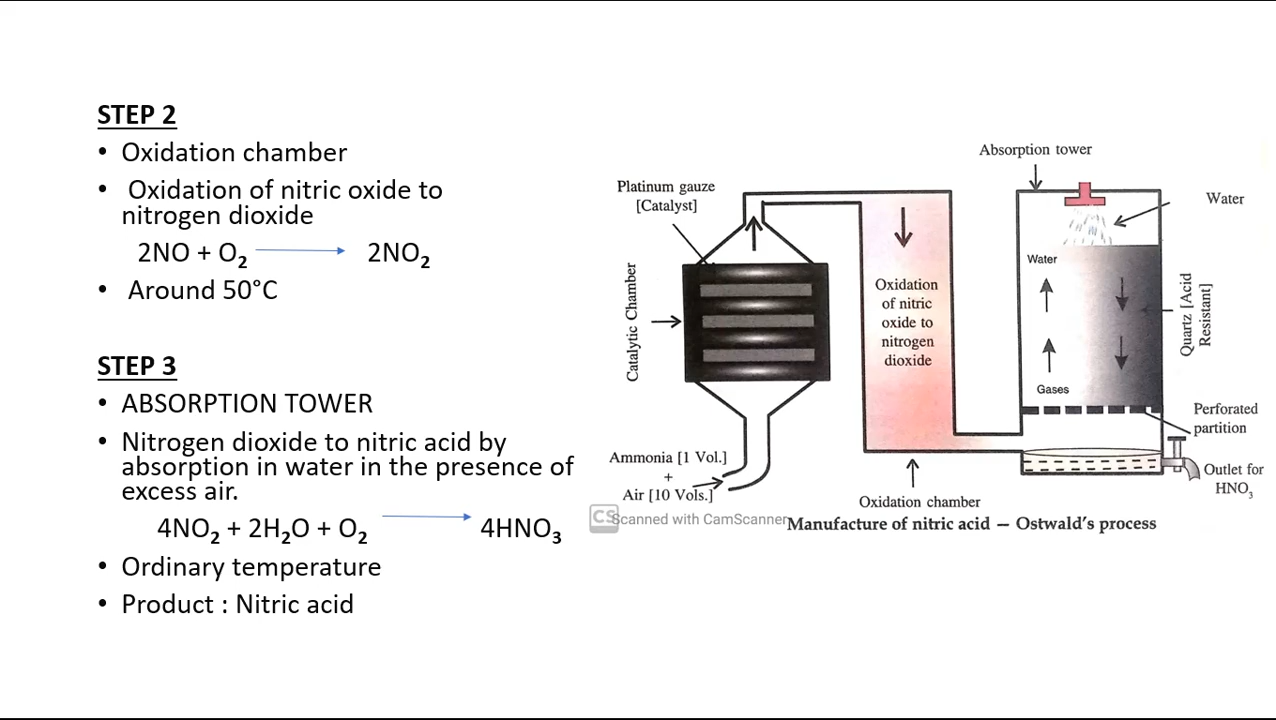 STEP 2
• Oxidation chamber
• Oxidation of nitric oxide to
nitrogen dioxide
2NO + O₂ → 2NO₂
• Around 50°C
STEP 3
• ABSORPTION TOWER
• Nitrogen dioxide to nitric acid by
absorption in water in the presence of
excess air.
4NO₂ + 2H₂O + O₂ → 4HNO₃
• Ordinary temperature
• Product : Nitric acid
Platinum gauze
[Catalyst]
Catalytic Chamber
Ammonia [1 Vol.]
+
Air [10 Vols.]
Oxidation
of nitric
oxide to
nitrogen
dioxide
Oxidation chamber
Absorption tower
Water
Water
Gases
Quartz [Acid
Resistant]
Perforated
partition
Outlet for
HNO₃
CS Scanned with CamScanner
Manufacture of nitric acid — Ostwald's process